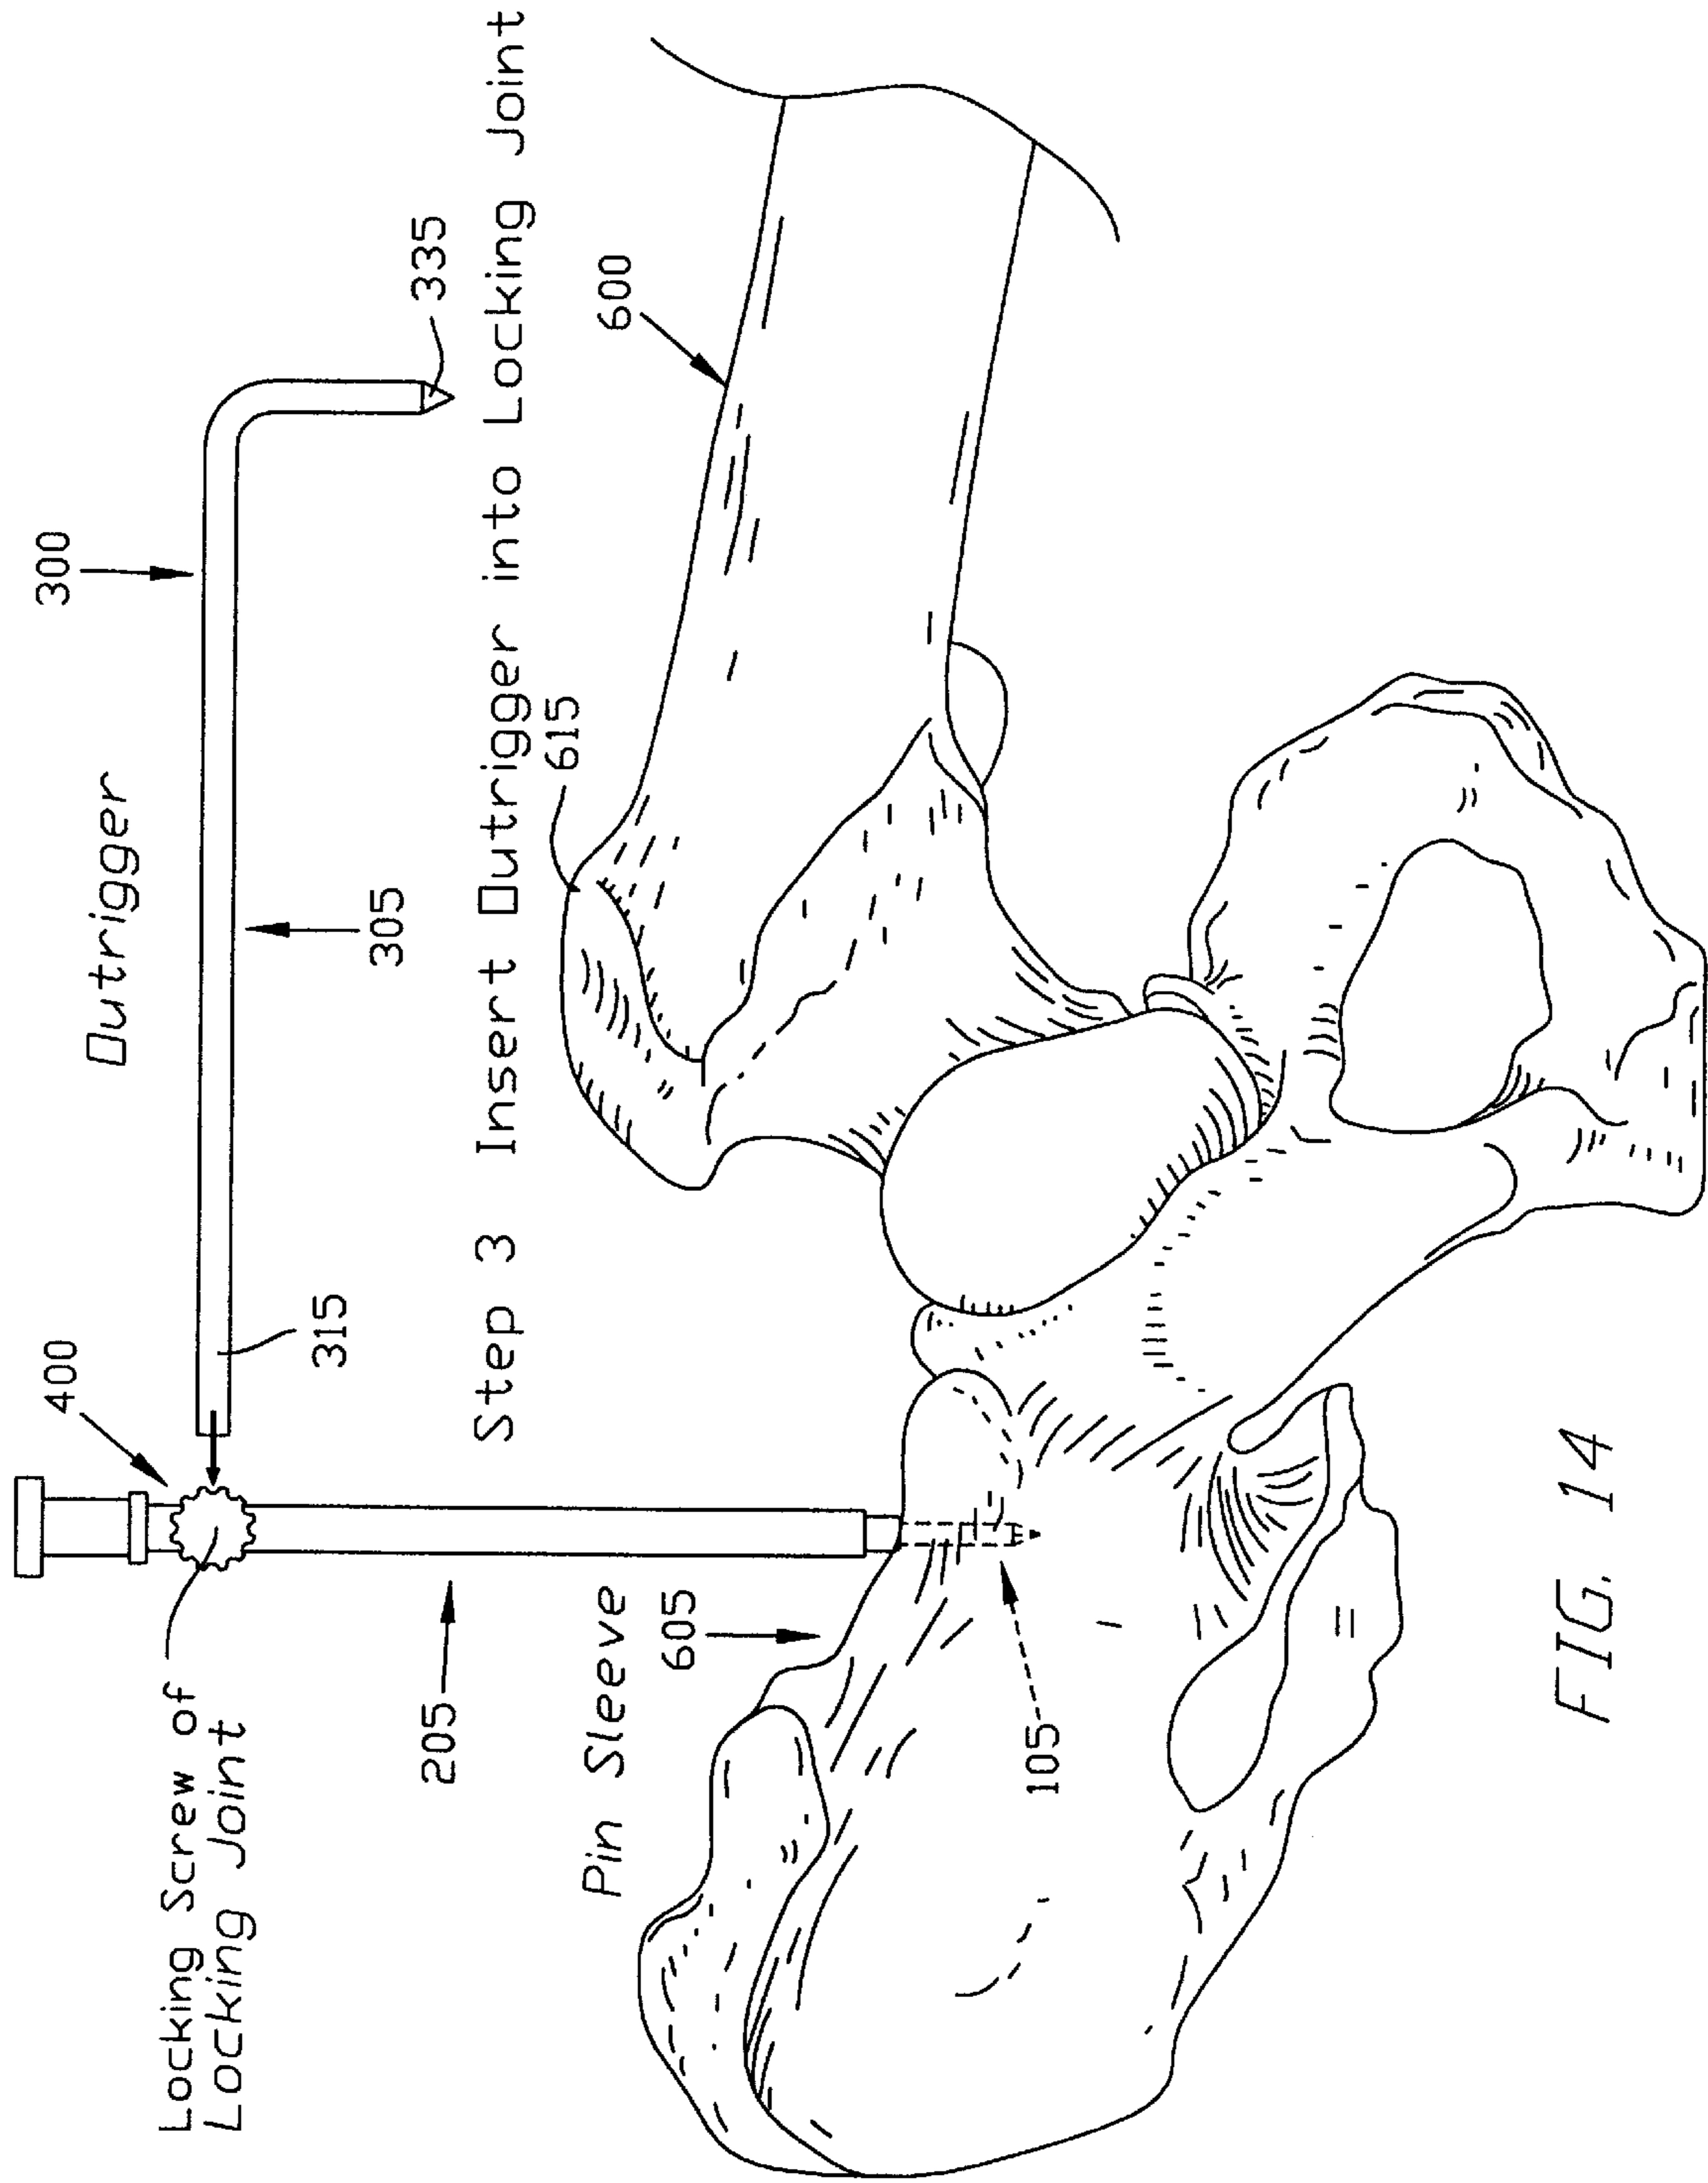 Locking Screw of
Locking Joint
400
315
Outrigger
300
305
335
Step 3 Insert Outrigger into Locking Joint
205
Pin Sleeve
605
615
600
105
FIG. 14